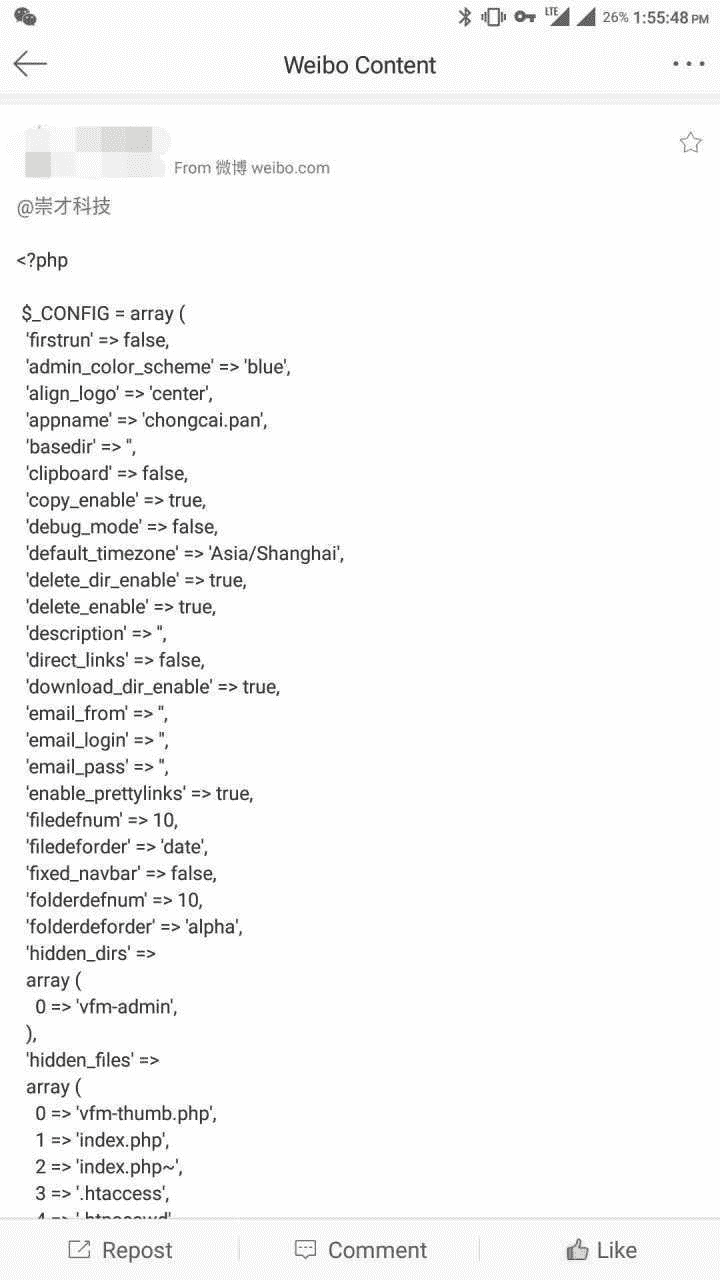 LTE 26% 1:55:48 PM
Weibo Content
From 微博 weibo.com
@崇才科技
<?php
$_CONFIG = array (
'firstrun' => false,
'admin_color_scheme' => 'blue',
'align_logo' => 'center',
'appname' => 'chongcai.pan',
'basedir' => '',
'clipboard' => false,
'copy_enable' => true,
'debug_mode' => false,
'default_timezone' => 'Asia/Shanghai',
'delete_dir_enable' => true,
'delete_enable' => true,
'description' => '',
'direct_links' => false,
'download_dir_enable' => true,
'email_from' => '',
'email_login' => '',
'email_pass' => '',
'enable_prettylinks' => true,
'filedefnum' => 10,
'filedeforder' => 'date',
'fixed_navbar' => false,
'folderdefnum' => 10,
'folderdeforder' => 'alpha',
'hidden_dirs' =>
array (
0 => 'vfm-admin',
),
'hidden_files' =>
array (
0 => 'vfm-thumb.php',
1 => 'index.php',
2 => 'index.php~',
3 => '.htaccess',
Repost Comment Like